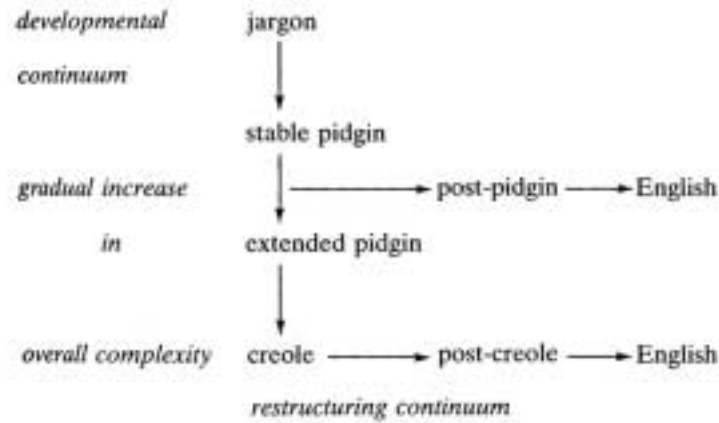 developmental jargon
continuum
stable pidgin
gradual increase post-pidgin English
in extended pidgin
overall complexity creole post-creole English
restructuring continuum